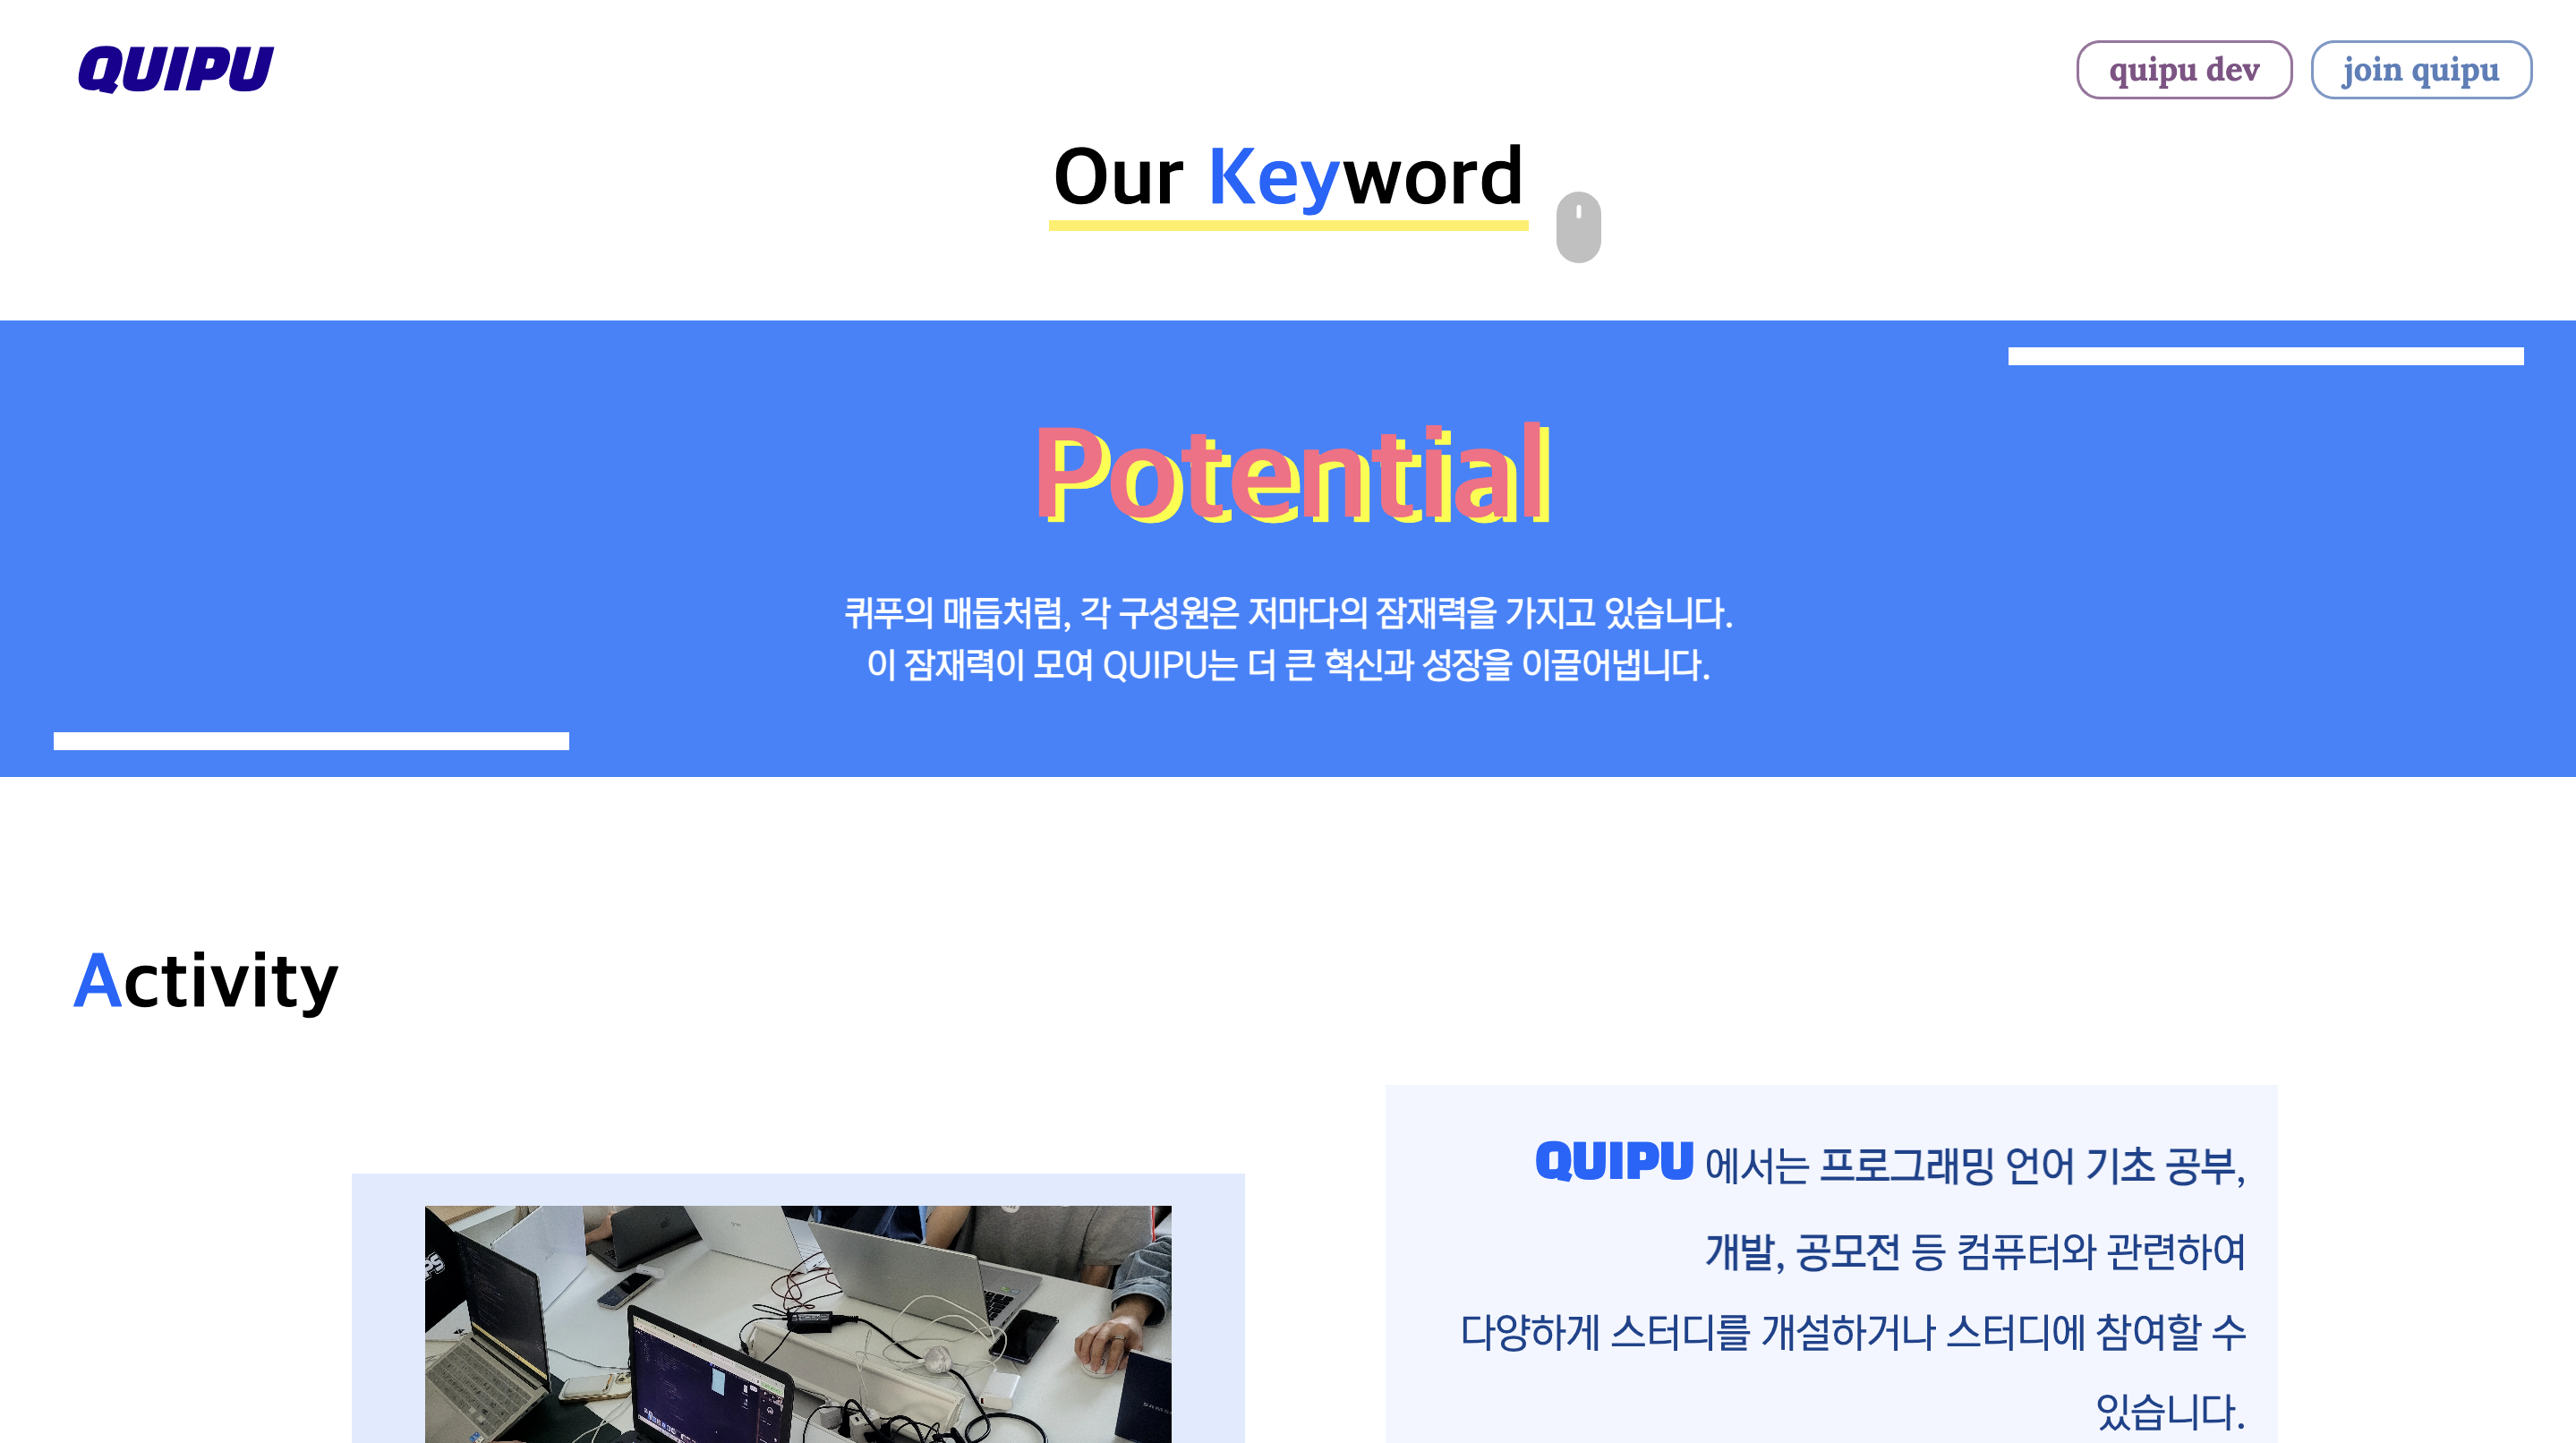 QUIPU
quipu dev
join quipu
Our Keyword
Potential
퀴푸의 매듭처럼, 각 구성원은 저마다의 잠재력을 가지고 있습니다.
이 잠재력이 모여 QUIPU는 더 큰 혁신과 성장을 이끌어냅니다.
Activity
QUIPU 에서는 프로그래밍 언어 기초 공부,
개발, 공모전 등 컴퓨터와 관련하여
다양하게 스터디를 개설하거나 스터디에 참여할 수
있습니다.